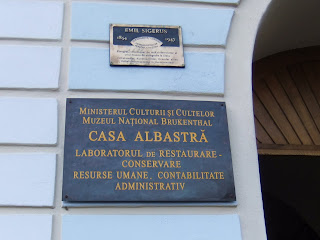 EMIL SIGERUS
1854
1947
MINISTERUL CULTURII ȘI CULTELOR
MUZEUL NAȚIONAL BRUKENTHAL
CASA ALBASTRĂ
LABORATORUL DE RESTAURARE -
CONSERVARE
RESURSE UMANE, CONTABILITATE
ADMINISTRATIV